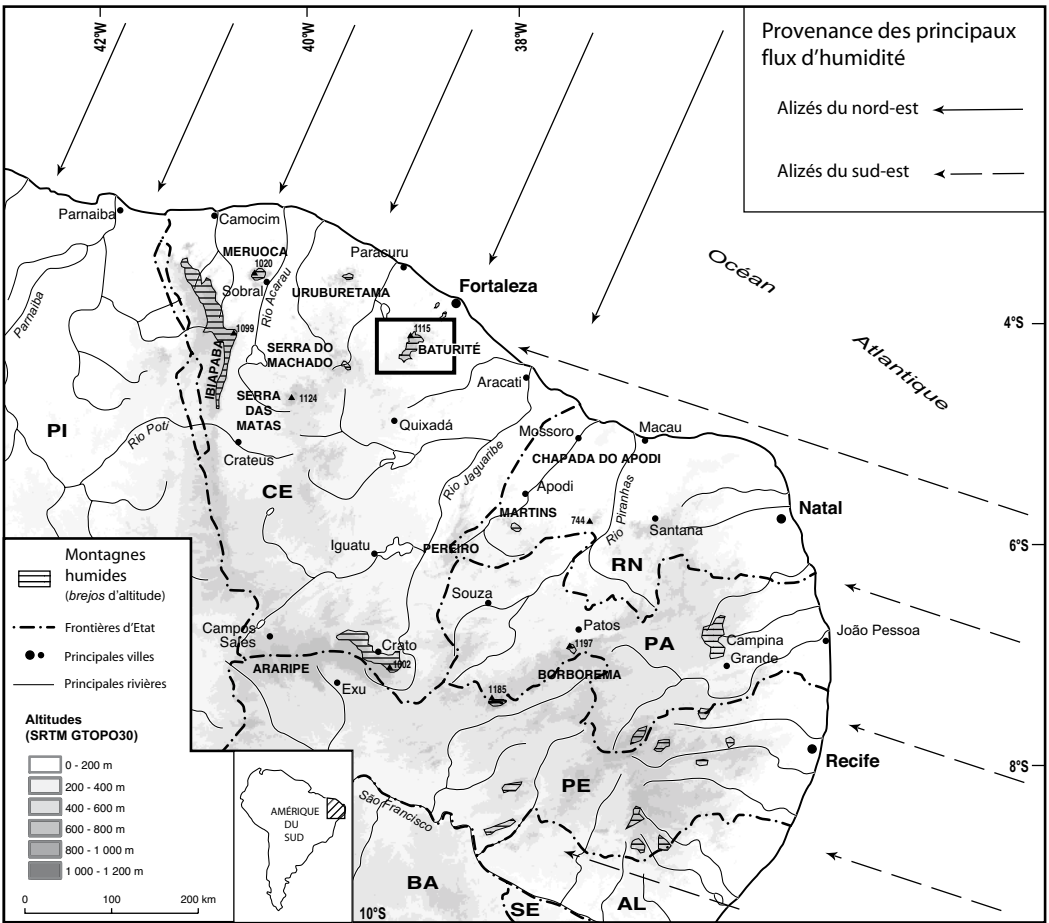 42°W
40°W
38°W
Provenance des principaux
flux d'humidité
Alizés du nord-est
Alizés du sud-est
Parnaiba
Camocim
MERUOCA
1020
Sobral
Rio Acarau
Paracuru
URUBURETAMA
Fortaleza
Océan
Atlantique
Parnaiba
1099
IBIAPABA
SERRA DO
MACHADO
1115
BATURITÉ
4°S
SERRA
DAS
MATAS
1124
Aracati
PI
Rio Poti
Crateus
Quixadá
Mossoro
Macau
CHAPADA DO APODI
CE
Rio Jaguaribe
Apodi
MARTINS
744
Rio Piranhas
Santana
Natal
Iguatu
PEREIRO
6°S
RN
Souza
Campos
Sales
Crato
1002
Patos
1197
PA
Campina
Grande
João Pessoa
ARARIPE
Exu
BORBOREMA
1185
Recife
8°S
PE
São Francisco
BA
SE
AL
10°S
Montagnes
humides
(brejos d'altitude)
Frontières d'Etat
Principales villes
Principales rivières
Altitudes
(SRTM GTOPO30)
0 - 200 m
200 - 400 m
400 - 600 m
600 - 800 m
800 - 1 000 m
1 000 - 1 200 m
0 100 200 km
AMÉRIQUE
DU
SUD